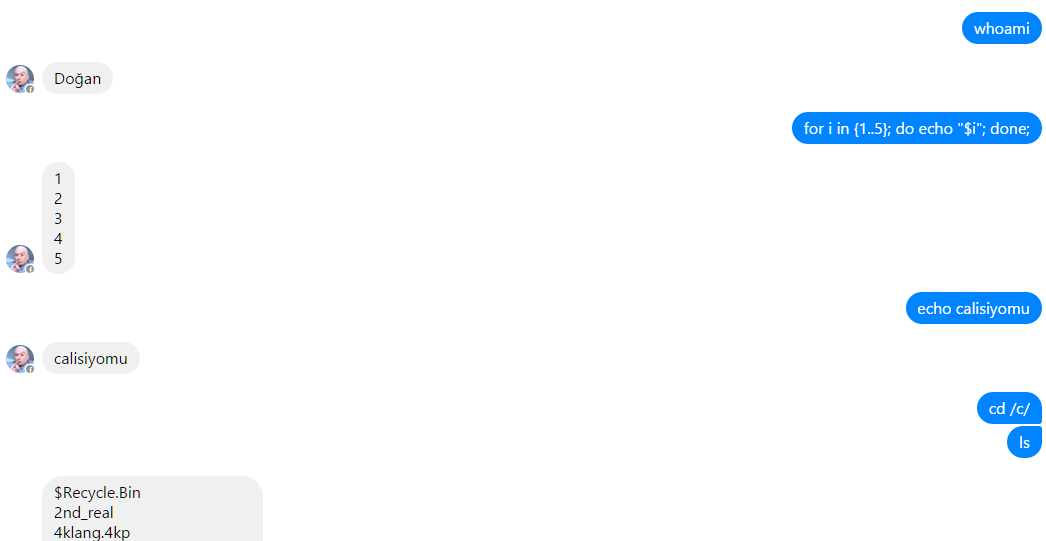 whoami
Doğan
for i in {1..5}; do echo "$i"; done;
1
2
3
4
5
echo calisiyomu
calisiyomu
cd /c/
ls
$Recycle.Bin
2nd_real
4klang.4kp